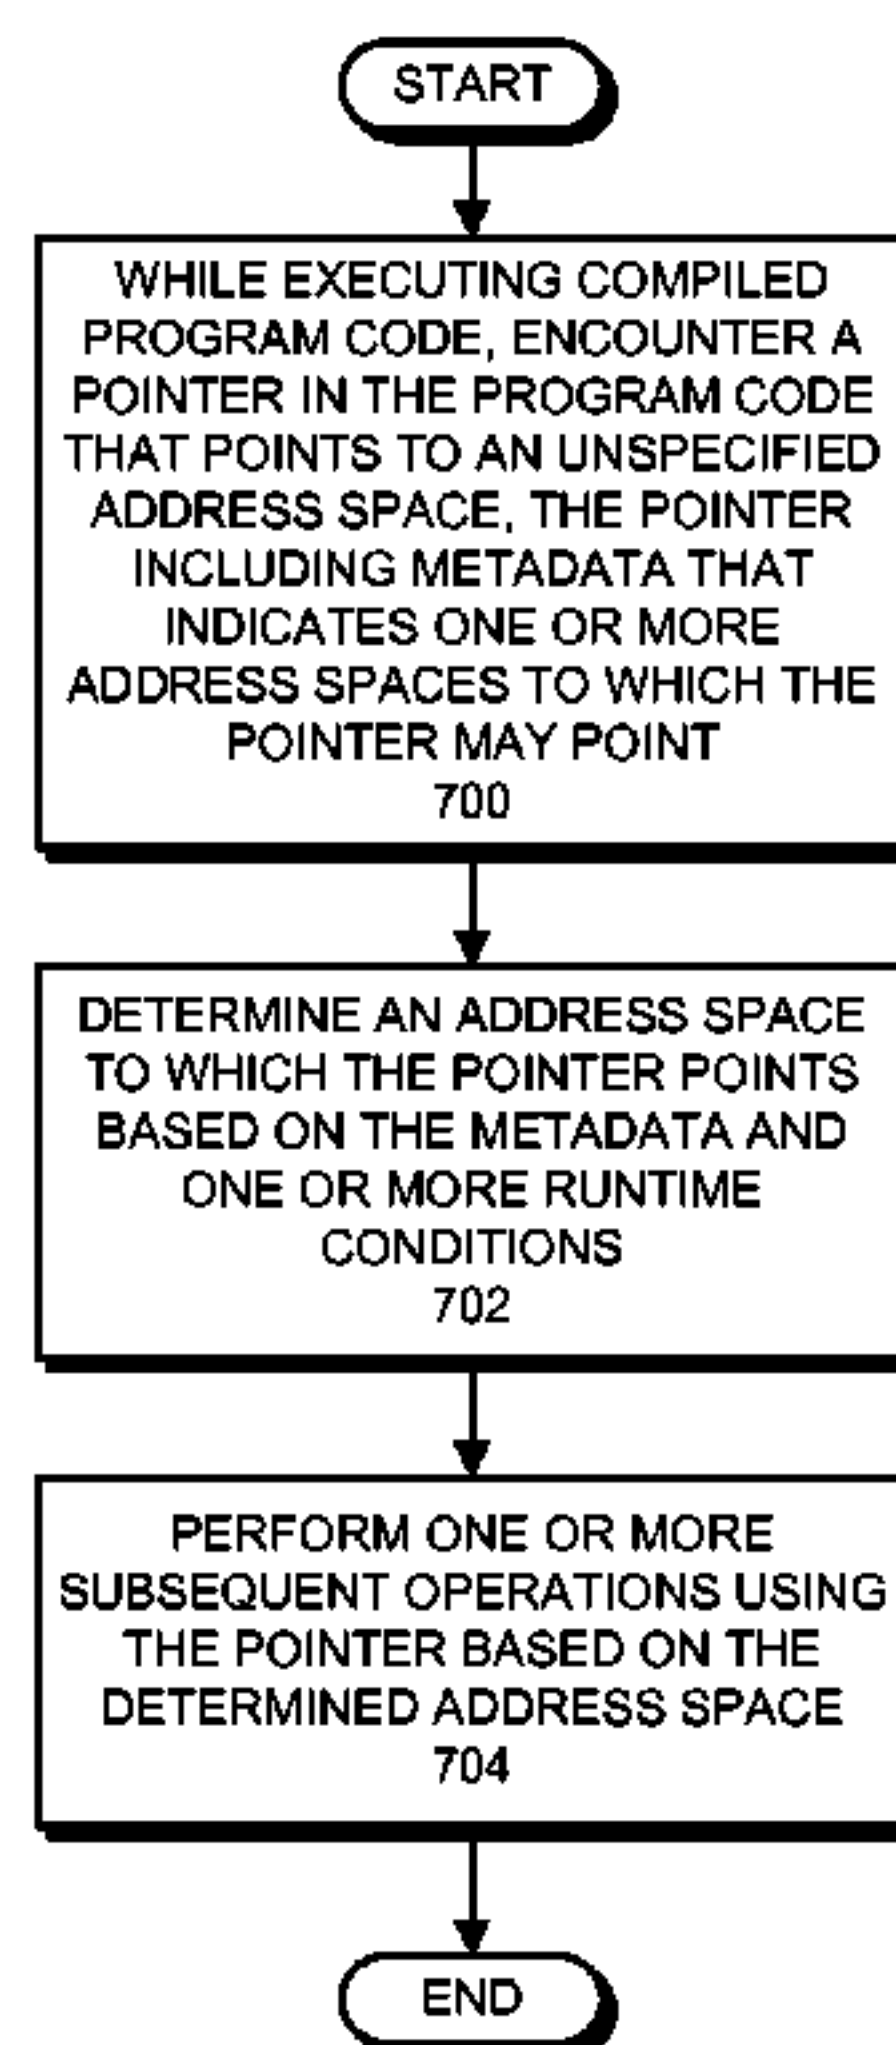 START
WHILE EXECUTING COMPILED
PROGRAM CODE, ENCOUNTER A
POINTER IN THE PROGRAM CODE
THAT POINTS TO AN UNSPECIFIED
ADDRESS SPACE, THE POINTER
INCLUDING METADATA THAT
INDICATES ONE OR MORE
ADDRESS SPACES TO WHICH THE
POINTER MAY POINT
700
DETERMINE AN ADDRESS SPACE
TO WHICH THE POINTER POINTS
BASED ON THE METADATA AND
ONE OR MORE RUNTIME
CONDITIONS
702
PERFORM ONE OR MORE
SUBSEQUENT OPERATIONS USING
THE POINTER BASED ON THE
DETERMINED ADDRESS SPACE
704
END